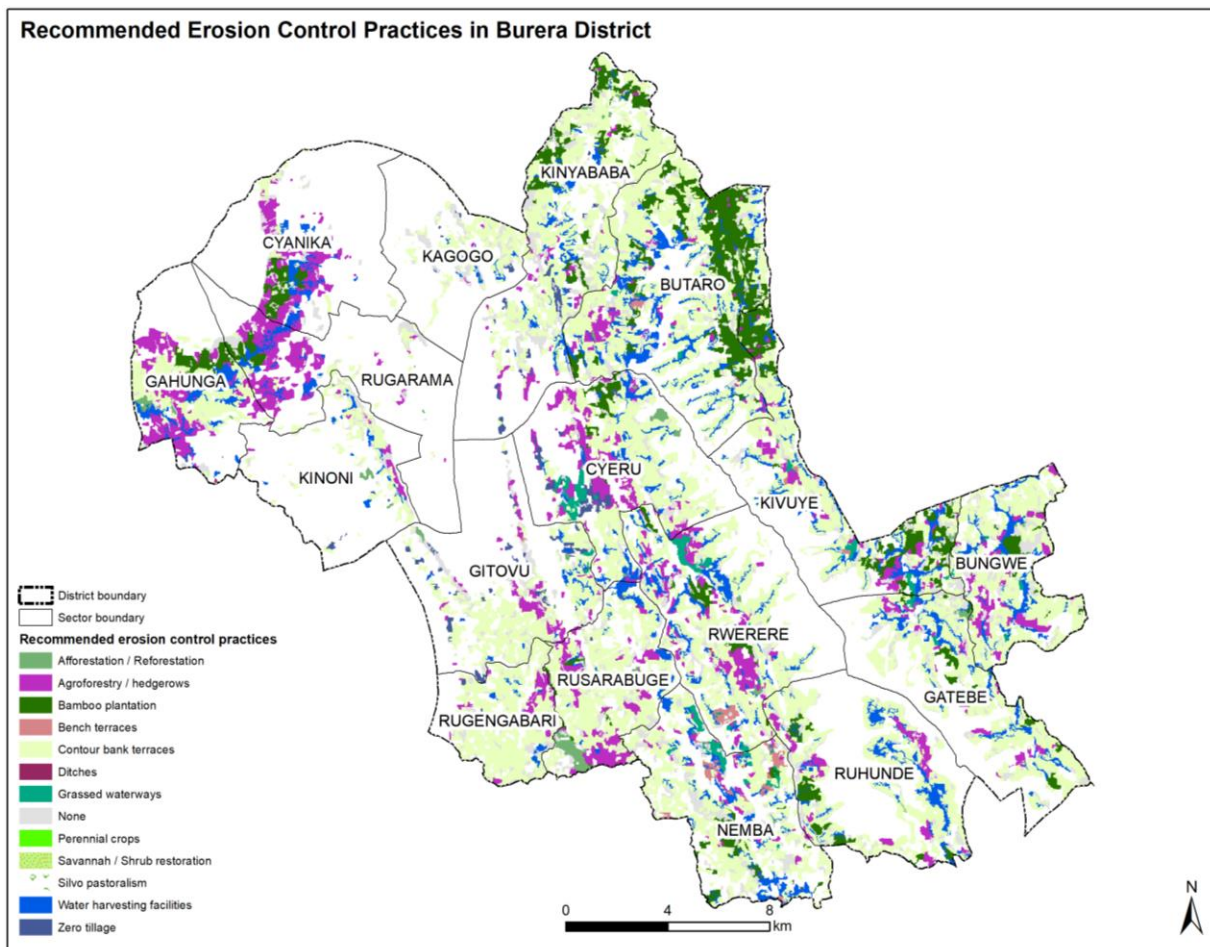 Recommended Erosion Control Practices in Burera District
KINYABABA
CYANIKA
KAGOGO
BUTARO
GAHUNGA
RUGARAMA
KINONI
CYERU
KIVUYE
BUNGWE
GITOVU
RWERERE
RUSARABUGE
GATEBE
RUGENGABARI
RUHUNDE
NEMBA
District boundary
Sector boundary
Recommended erosion control practices
Afforestation / Reforestation
Agroforestry / hedgerows
Bamboo plantation
Bench terraces
Contour bank terraces
Ditches
Grassed waterways
None
Perennial crops
Savannah / Shrub restoration
Silvo pastoralism
Water harvesting facilities
Zero tillage
0 4 8
km
N